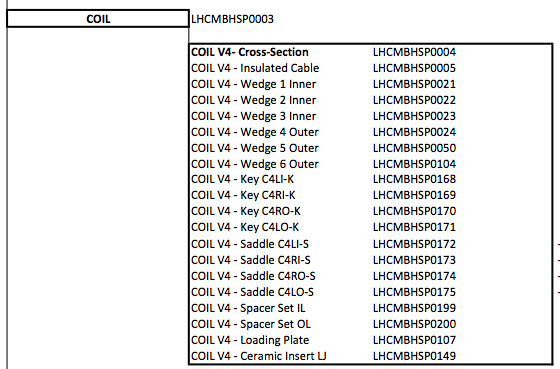 COIL LHCMBHSP0003
COIL V4- Cross-Section LHCMBHSP0004
COIL V4 - Insulated Cable LHCMBHSP0005
COIL V4 - Wedge 1 Inner LHCMBHSP0021
COIL V4 - Wedge 2 Inner LHCMBHSP0022
COIL V4 - Wedge 3 Inner LHCMBHSP0023
COIL V4 - Wedge 4 Outer LHCMBHSP0024
COIL V4 - Wedge 5 Outer LHCMBHSP0050
COIL V4 - Wedge 6 Outer LHCMBHSP0104
COIL V4 - Key C4LI-K LHCMBHSP0168
COIL V4 - Key C4RI-K LHCMBHSP0169
COIL V4 - Key C4RO-K LHCMBHSP0170
COIL V4 - Key C4LO-K LHCMBHSP0171
COIL V4 - Saddle C4LI-S LHCMBHSP0172
COIL V4 - Saddle C4RI-S LHCMBHSP0173
COIL V4 - Saddle C4RO-S LHCMBHSP0174
COIL V4 - Saddle C4LO-S LHCMBHSP0175
COIL V4 - Spacer Set IL LHCMBHSP0199
COIL V4 - Spacer Set OL LHCMBHSP0200
COIL V4 - Loading Plate LHCMBHSP0107
COIL V4 - Ceramic Insert LJ LHCMBHSP0149